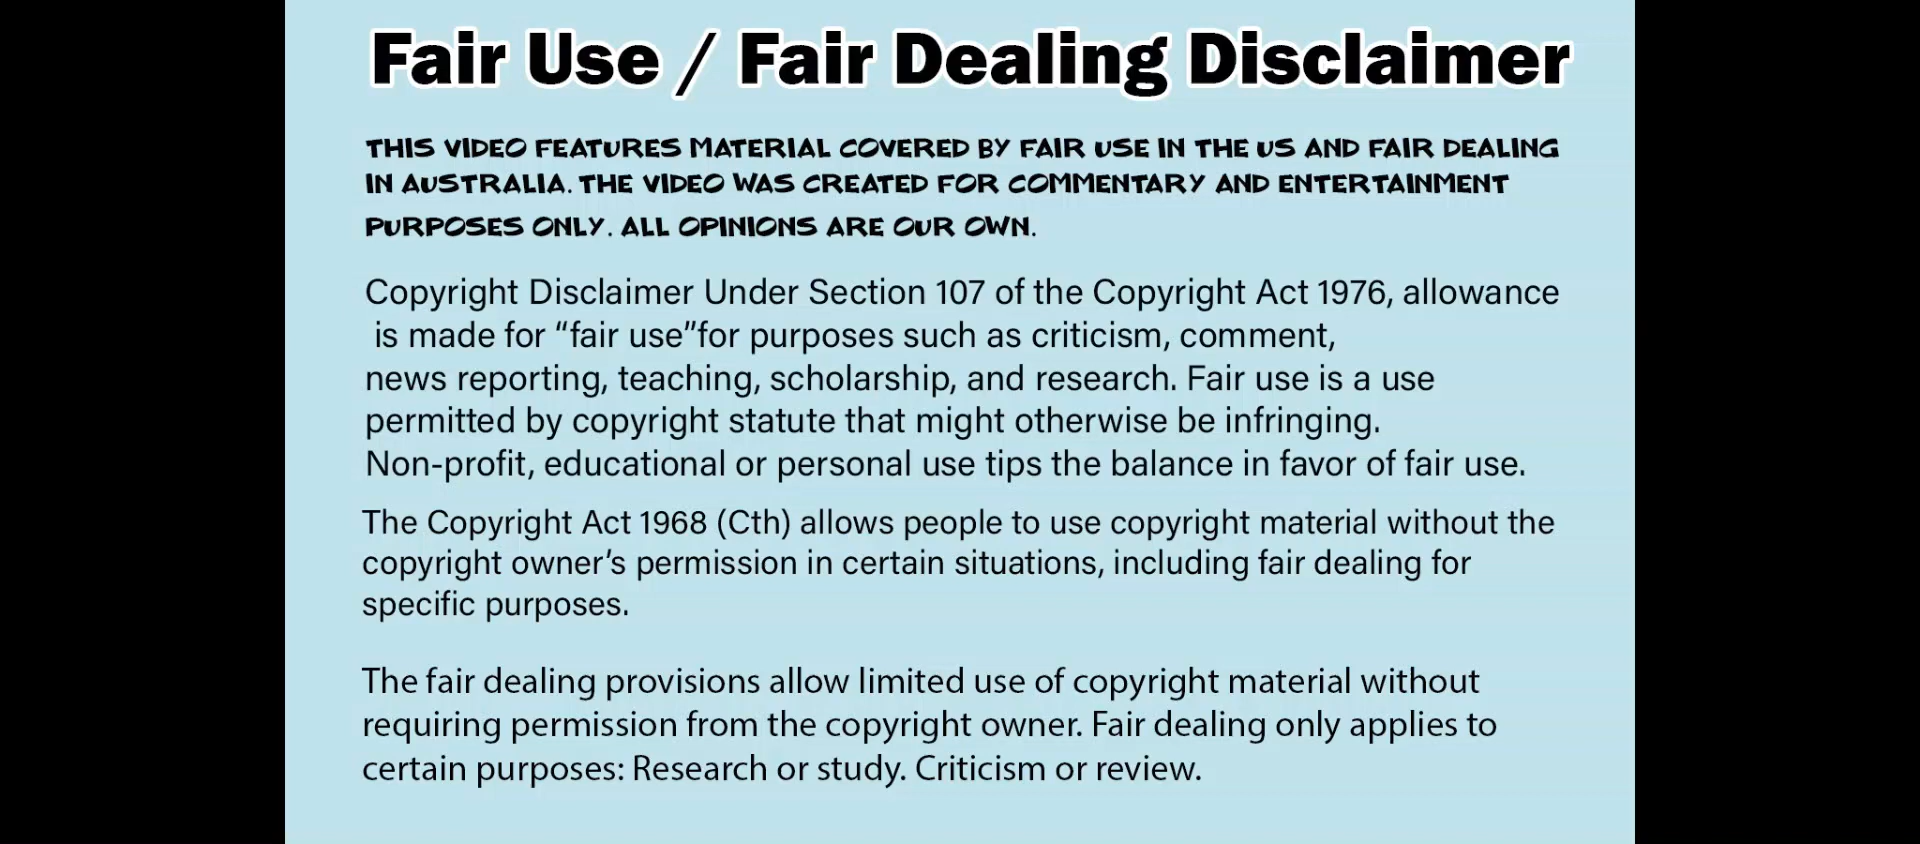 Fair Use / Fair Dealing Disclaimer
THIS VIDEO FEATURES MATERIAL COVERED BY FAIR USE IN THE US AND FAIR DEALING
IN AUSTRALIA. THE VIDEO WAS CREATED FOR COMMENTARY AND ENTERTAINMENT
PURPOSES ONLY. ALL OPINIONS ARE OUR OWN.
Copyright Disclaimer Under Section 107 of the Copyright Act 1976, allowance
is made for “fair use”for purposes such as criticism, comment,
news reporting, teaching, scholarship, and research. Fair use is a use
permitted by copyright statute that might otherwise be infringing.
Non-profit, educational or personal use tips the balance in favor of fair use.
The Copyright Act 1968 (Cth) allows people to use copyright material without the
copyright owner’s permission in certain situations, including fair dealing for
specific purposes.
The fair dealing provisions allow limited use of copyright material without
requiring permission from the copyright owner. Fair dealing only applies to
certain purposes: Research or study. Criticism or review.